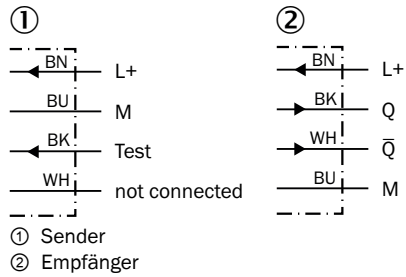 ① ②
BN L+
BU M
BK Test
WH not connected
BN L+
BK Q
WH Q̅
BU M
① Sender
② Empfänger